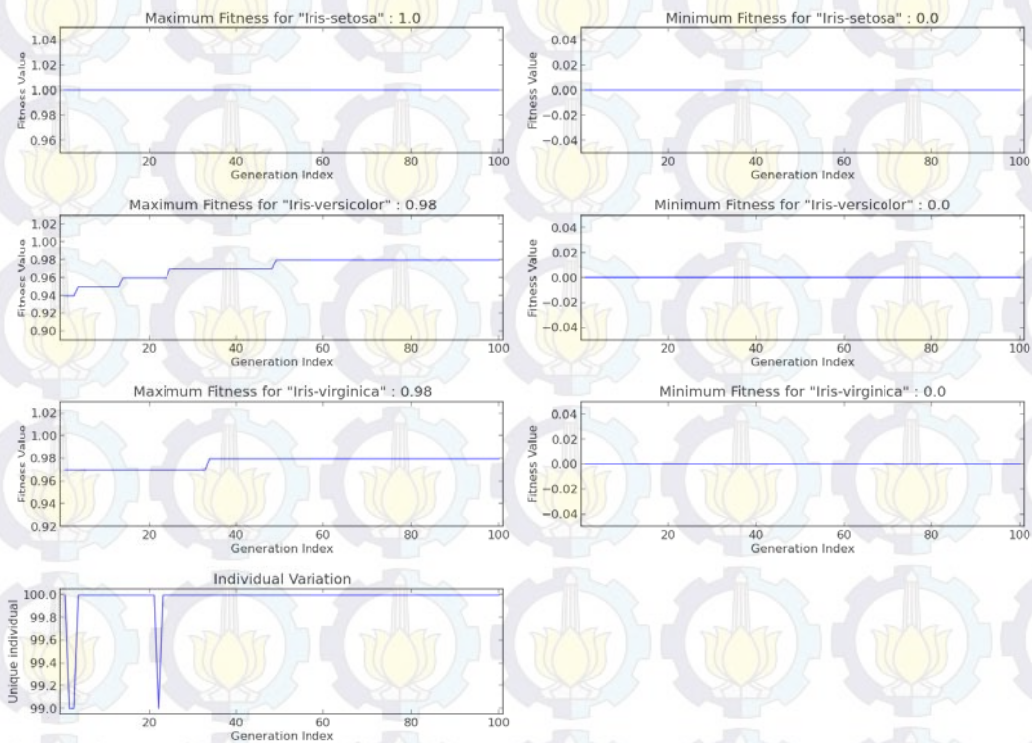 Maximum Fitness for "Iris-setosa" : 1.0
1.04
1.02
1.00
0.98
0.96
Fitness Value
20 40 60 80 100
Generation Index
Minimum Fitness for "Iris-setosa" : 0.0
0.04
0.02
0.00
−0.02
−0.04
Fitness Value
20 40 60 80 100
Generation Index
Maximum Fitness for "Iris-versicolor" : 0.98
1.02
1.00
0.98
0.96
0.94
0.92
0.90
Fitness Value
20 40 60 80 100
Generation Index
Minimum Fitness for "Iris-versicolor" : 0.0
0.04
0.02
0.00
−0.02
−0.04
Fitness Value
20 40 60 80 100
Generation Index
Maximum Fitness for "Iris-virginica" : 0.98
1.02
1.00
0.98
0.96
0.94
0.92
Fitness Value
20 40 60 80 100
Generation Index
Minimum Fitness for "Iris-virginica" : 0.0
0.04
0.02
0.00
−0.02
−0.04
Fitness Value
20 40 60 80 100
Generation Index
Individual Variation
100.0
99.8
99.6
99.4
99.2
99.0
Unique individual
20 40 60 80 100
Generation Index